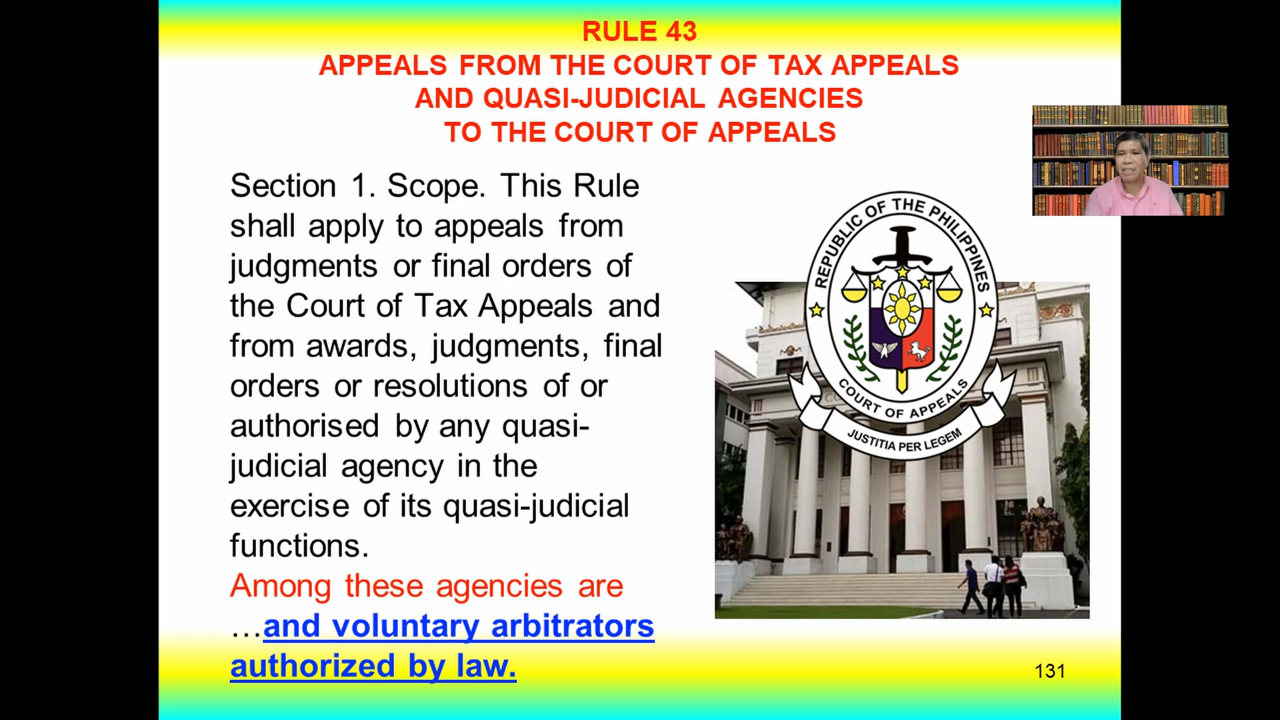 RULE 43
APPEALS FROM THE COURT OF TAX APPEALS
AND QUASI-JUDICIAL AGENCIES
TO THE COURT OF APPEALS
Section 1. Scope. This Rule
shall apply to appeals from
judgments or final orders of
the Court of Tax Appeals and
from awards, judgments, final
orders or resolutions of or
authorised by any quasi-
judicial agency in the
exercise of its quasi-judicial
functions.
Among these agencies are
…and voluntary arbitrators
authorized by law.
REPUBLIC OF THE PHILIPPINES
COURT OF APPEALS
JUSTITIA PER LEGEM
131